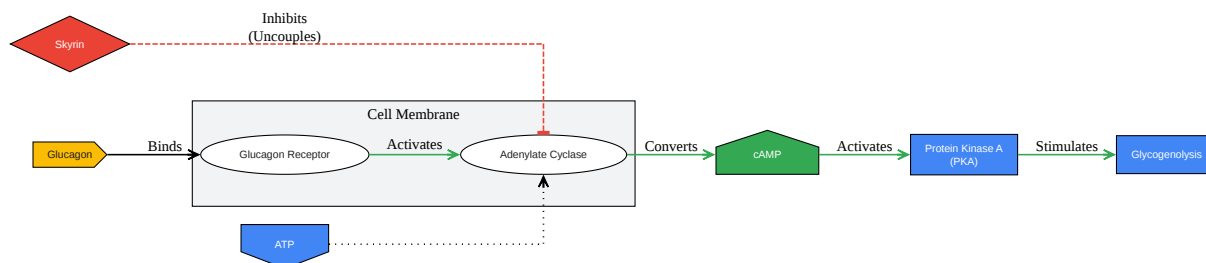 Inhibits
(Uncouples)
Skyrin
Cell Membrane
Glucagon
Binds
Glucagon Receptor
Activates
Adenylate Cyclase
Converts
cAMP
Activates
Protein Kinase A
(PKA)
Stimulates
Glycogenolysis
ATP